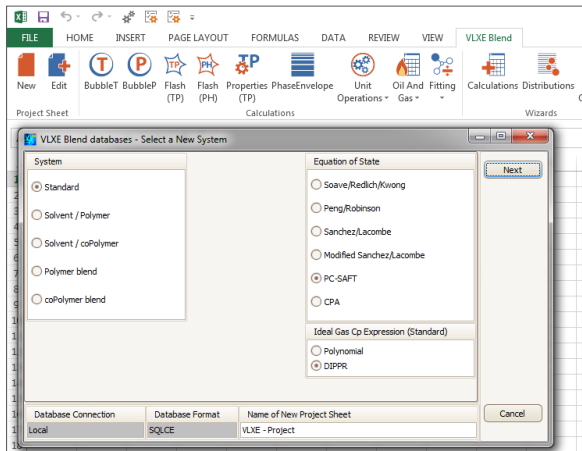 FILE HOME INSERT PAGE LAYOUT FORMULAS DATA REVIEW VIEW VLXE Blend
New Edit BubbleT BubbleP Flash (TP) Flash (PH) Properties (TP) PhaseEnvelope Unit Operations Oil And Gas Fitting Calculations Distributions
Project Sheet Calculations Wizards
VLXE Blend databases - Select a New System
System
Standard
Solvent / Polymer
Solvent / coPolymer
Polymer blend
coPolymer blend
Equation of State
Soave/Redlich/Kwong
Peng/Robinson
Sanchez/Lacombe
Modified Sanchez/Lacombe
PC-SAFT
CPA
Ideal Gas Cp Expression (Standard)
Polynomial
DIPPR
Next
Cancel
Database Connection Database Format Name of New Project Sheet
Local SQLCE VLXE - Project